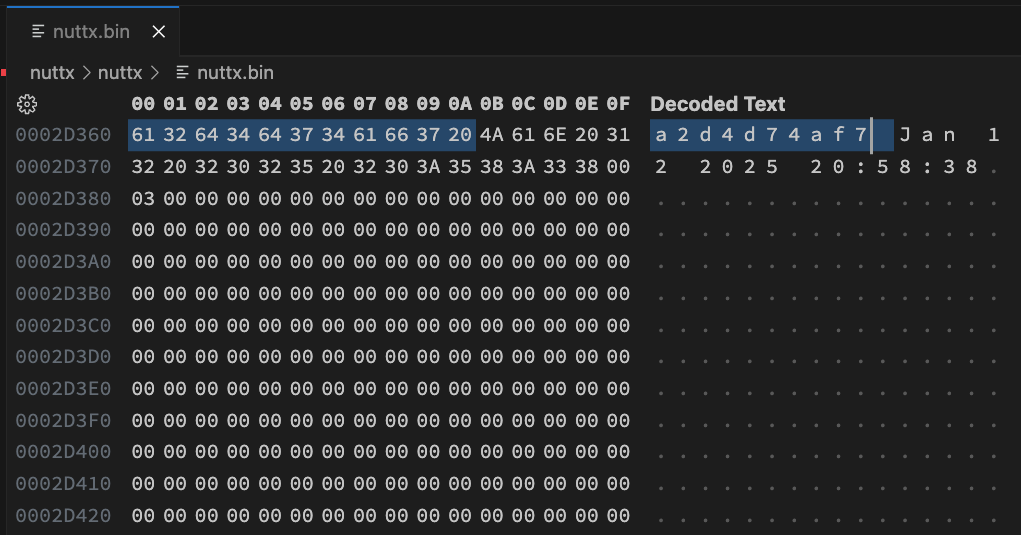 nuttx.bin
nuttx > nuttx > nuttx.bin
00 01 02 03 04 05 06 07 08 09 0A 0B 0C 0D 0E 0F Decoded Text
0002D360 61 32 64 34 64 37 34 61 66 37 20 4A 61 6E 20 31 a 2 d 4 d 7 4 a f 7 J a n 1
0002D370 32 20 32 30 32 35 20 32 30 3A 35 38 3A 33 38 00 2 2 0 2 5 2 0 : 5 8 : 3 8 .
0002D380 03 00 00 00 00 00 00 00 00 00 00 00 00 00 00 00 . . . . . . . . . . . . . . . .
0002D390 00 00 00 00 00 00 00 00 00 00 00 00 00 00 00 00 . . . . . . . . . . . . . . . .
0002D3A0 00 00 00 00 00 00 00 00 00 00 00 00 00 00 00 00 . . . . . . . . . . . . . . . .
0002D3B0 00 00 00 00 00 00 00 00 00 00 00 00 00 00 00 00 . . . . . . . . . . . . . . . .
0002D3C0 00 00 00 00 00 00 00 00 00 00 00 00 00 00 00 00 . . . . . . . . . . . . . . . .
0002D3D0 00 00 00 00 00 00 00 00 00 00 00 00 00 00 00 00 . . . . . . . . . . . . . . . .
0002D3E0 00 00 00 00 00 00 00 00 00 00 00 00 00 00 00 00 . . . . . . . . . . . . . . . .
0002D3F0 00 00 00 00 00 00 00 00 00 00 00 00 00 00 00 00 . . . . . . . . . . . . . . . .
0002D400 00 00 00 00 00 00 00 00 00 00 00 00 00 00 00 00 . . . . . . . . . . . . . . . .
0002D410 00 00 00 00 00 00 00 00 00 00 00 00 00 00 00 00 . . . . . . . . . . . . . . . .
0002D420 00 00 00 00 00 00 00 00 00 00 00 00 00 00 00 00 . . . . . . . . . . . . . . . .